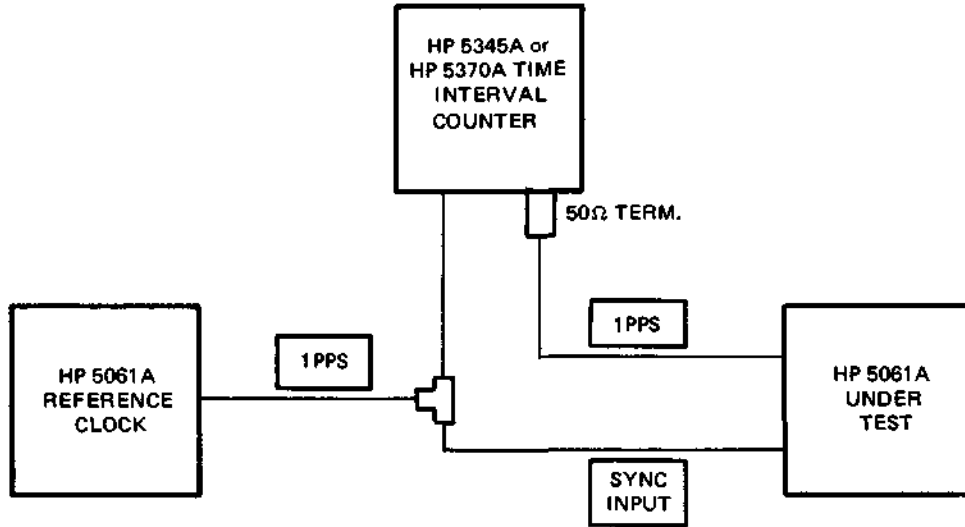 HP 5345A or
HP 5370A TIME
INTERVAL
COUNTER
50Ω TERM.
1PPS
1PPS
HP 5061A
REFERENCE
CLOCK
HP 5061A
UNDER
TEST
SYNC
INPUT